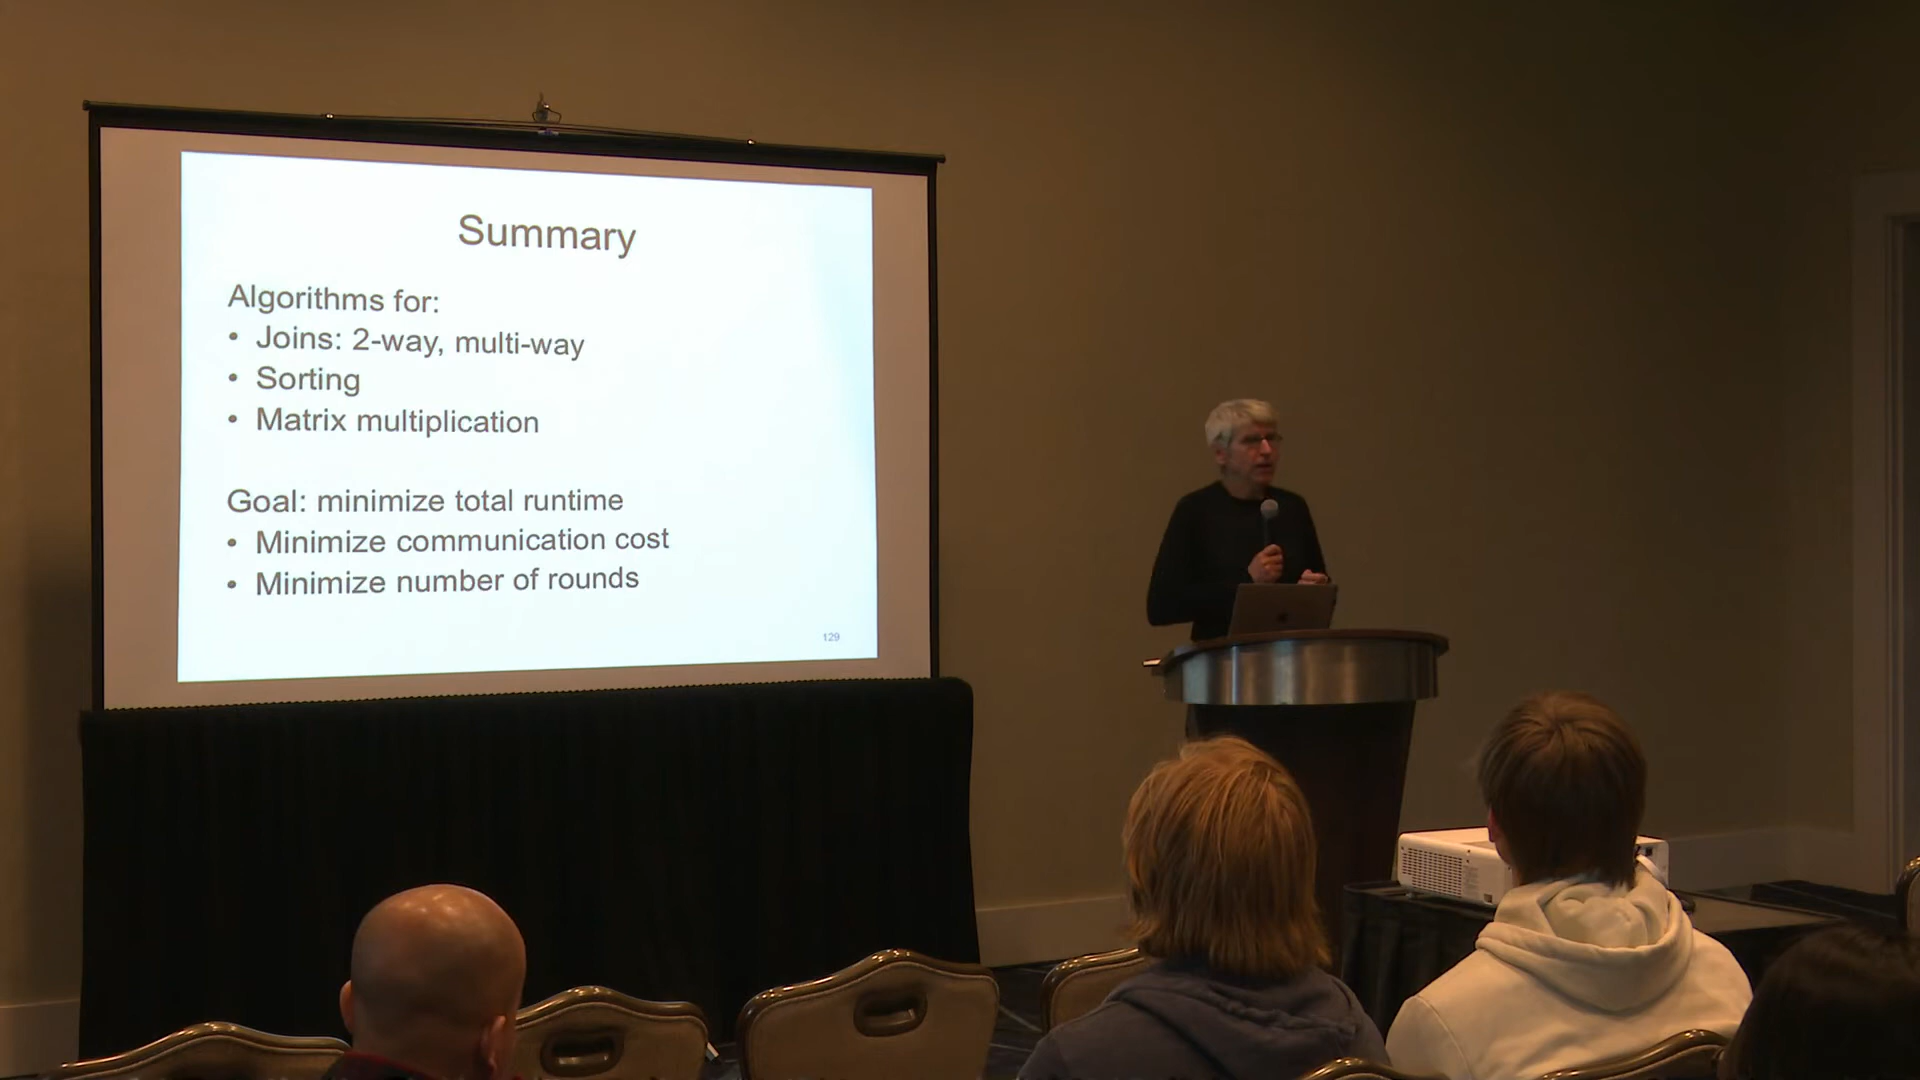 Summary
Algorithms for:
• Joins: 2-way, multi-way
• Sorting
• Matrix multiplication
Goal: minimize total runtime
• Minimize communication cost
• Minimize number of rounds
129